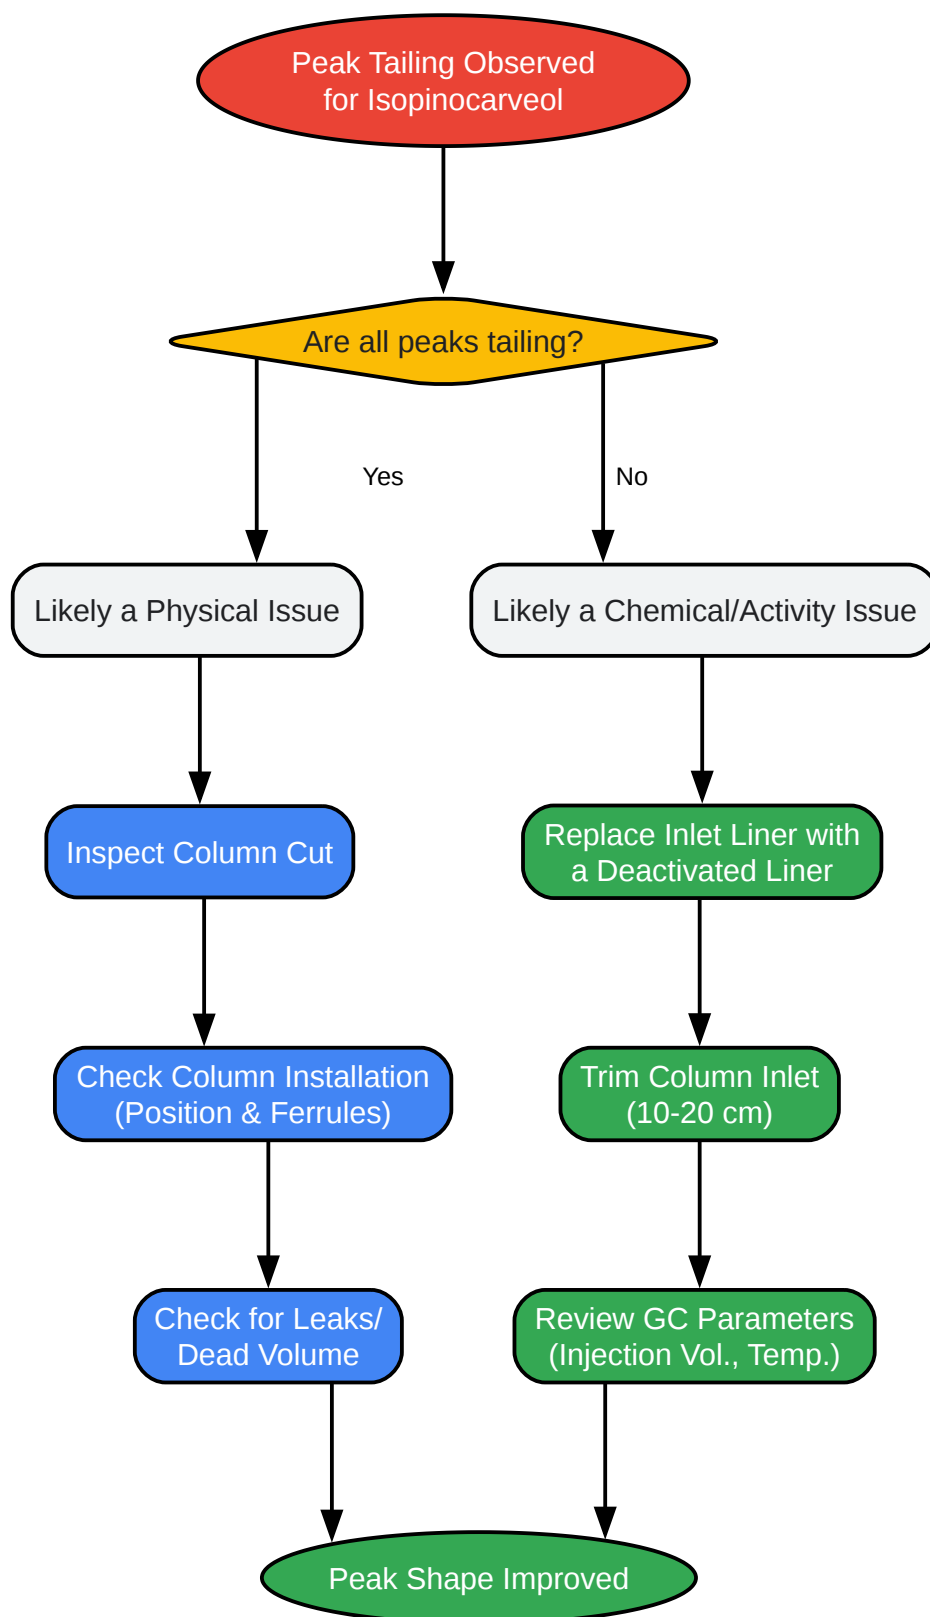 Peak Tailing Observed
for Isopinocarveol
Are all peaks tailing?
Yes
No
Likely a Physical Issue
Likely a Chemical/Activity Issue
Inspect Column Cut
Replace Inlet Liner with
a Deactivated Liner
Check Column Installation
(Position & Ferrules)
Trim Column Inlet
(10-20 cm)
Check for Leaks/
Dead Volume
Review GC Parameters
(Injection Vol., Temp.)
Peak Shape Improved